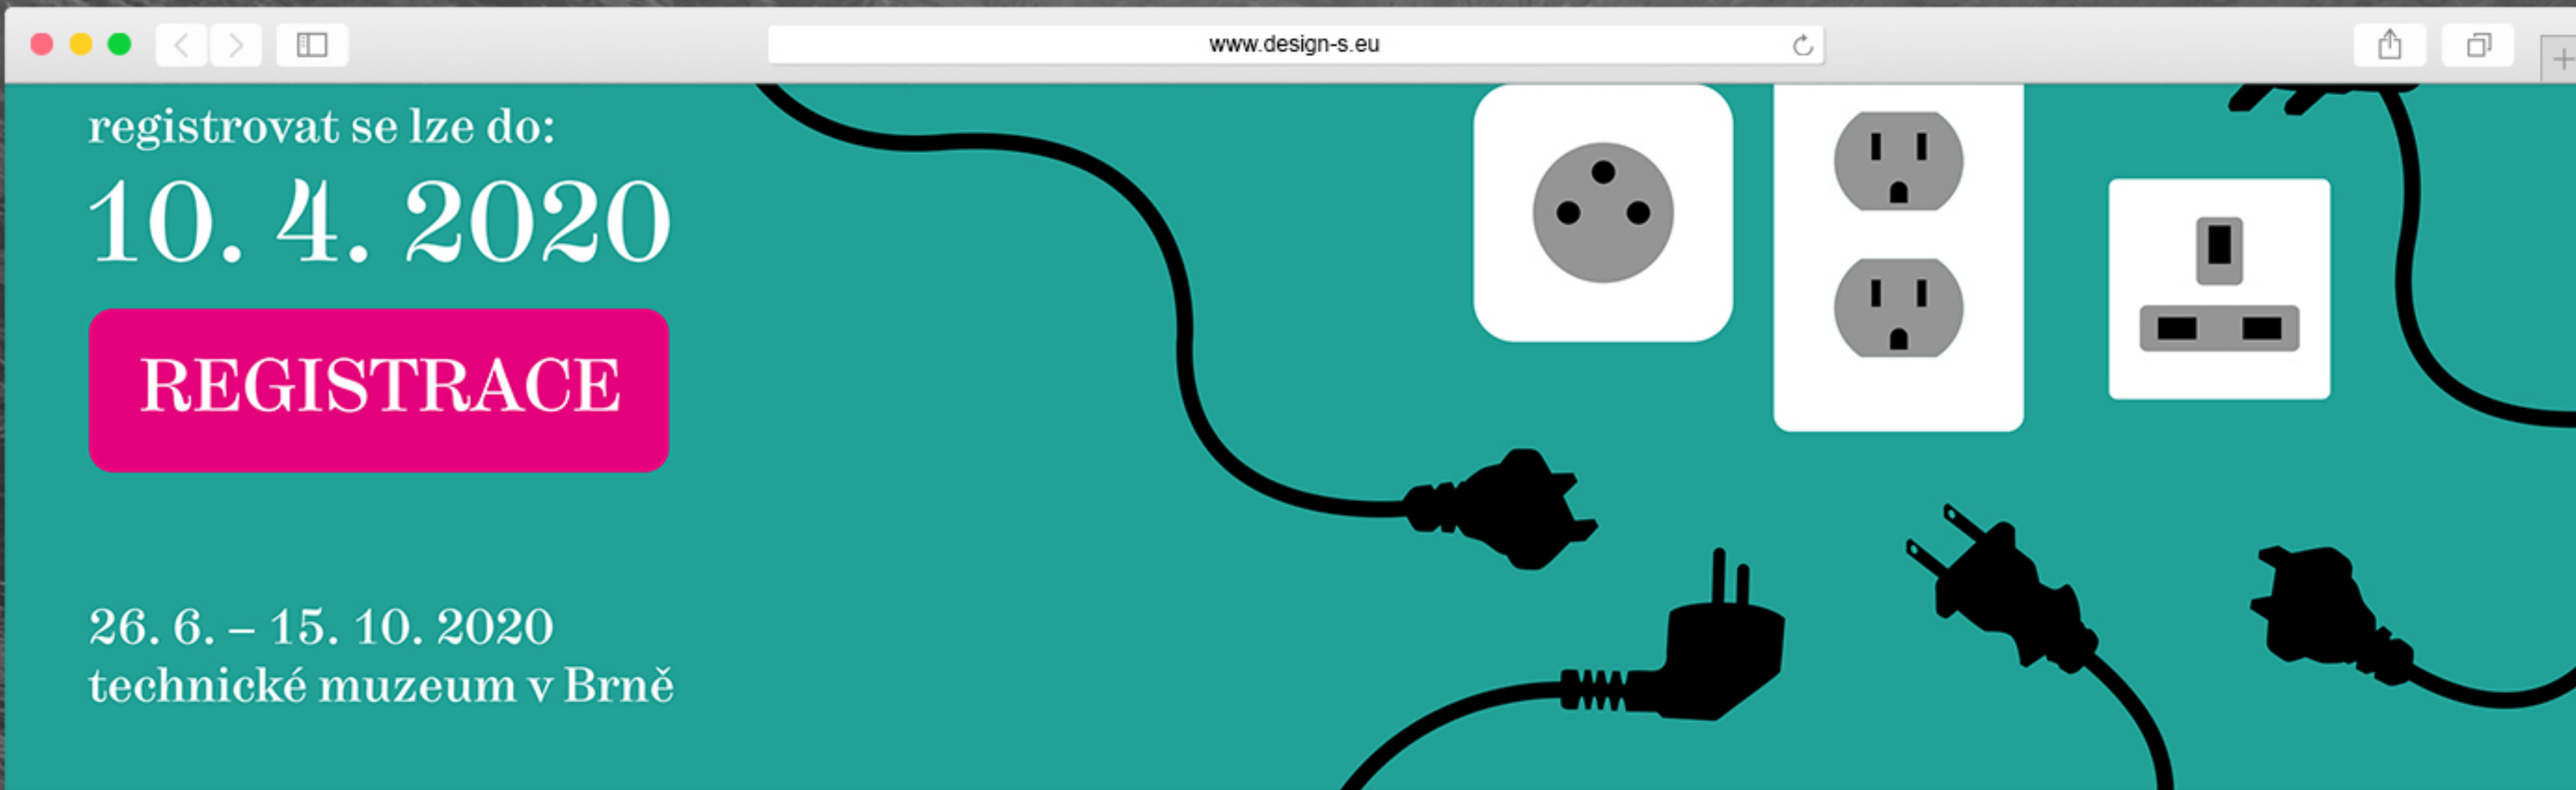 www.design-s.eu
registrovat se lze do:
10. 4. 2020
REGISTRACE
26. 6. – 15. 10. 2020
technické muzeum v Brně